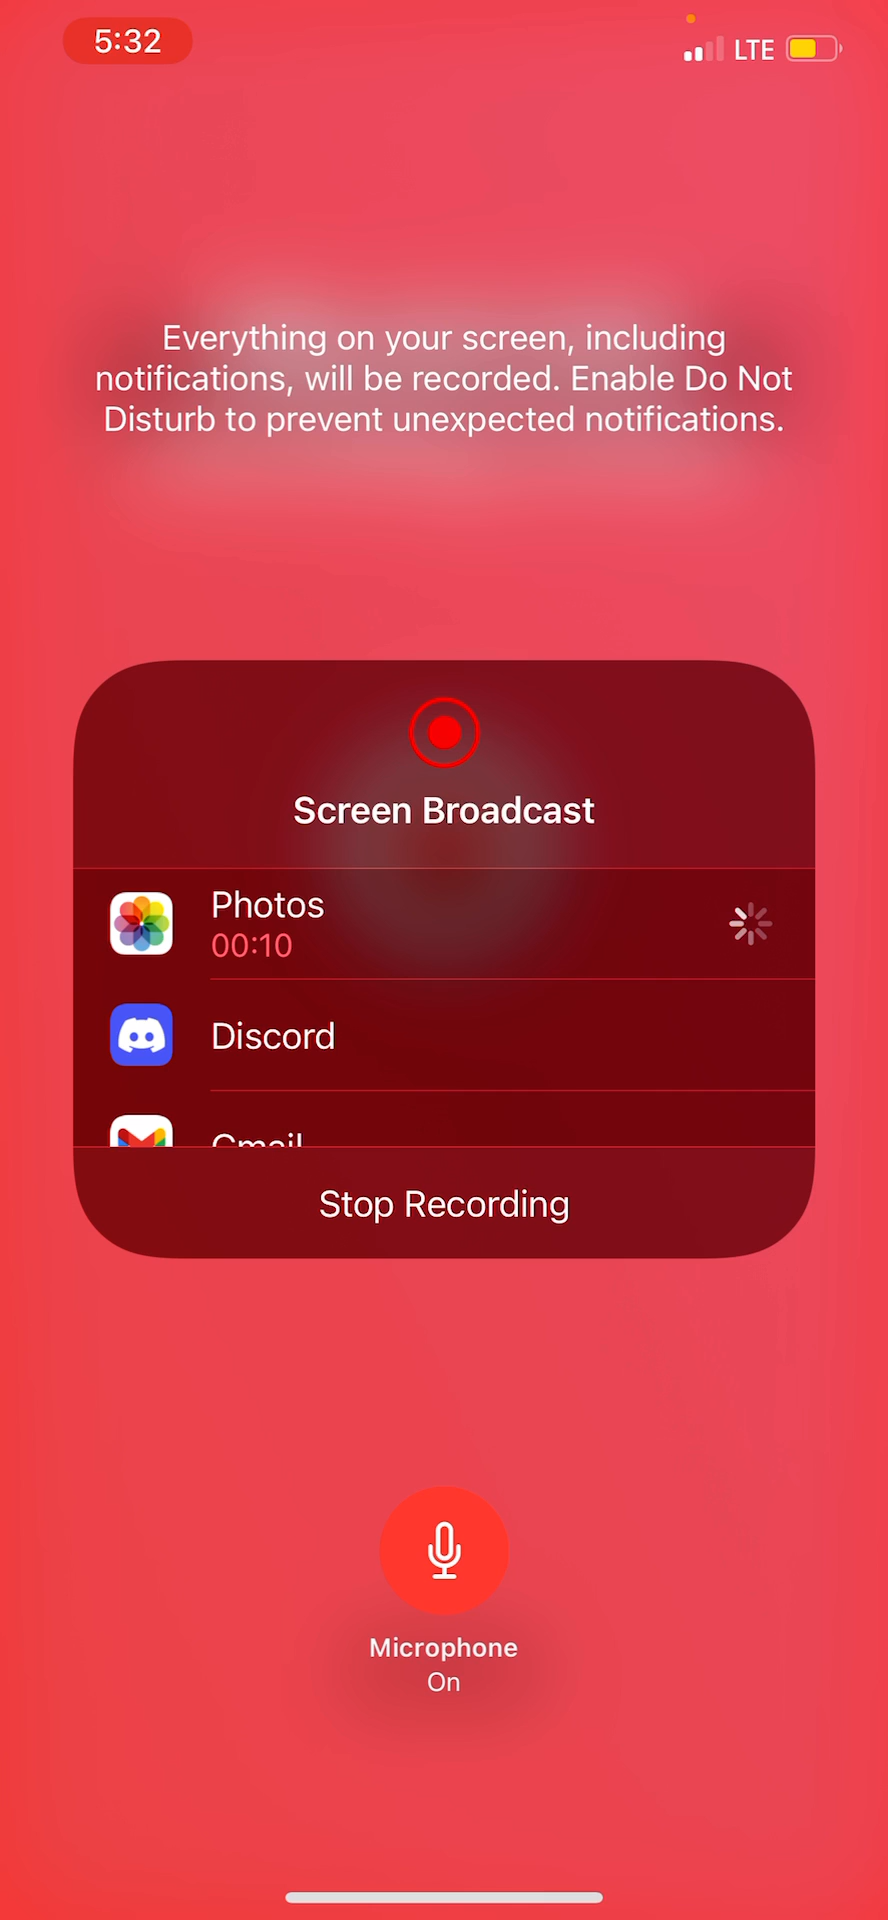 5:32
LTE
Everything on your screen, including
notifications, will be recorded. Enable Do Not
Disturb to prevent unexpected notifications.
Screen Broadcast
Photos
00:10
Discord
Gmail
Stop Recording
Microphone
On